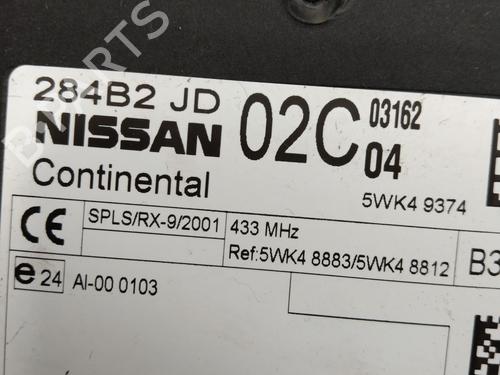 284B2 JD
NISSAN
02C
03162
04
Continental
5WK4 9374
CE
SPLS/RX-9/2001
433 MHz
Ref:5WK4 8883/5WK4 8812
B3
e 24
AI-00 0103
PARTS